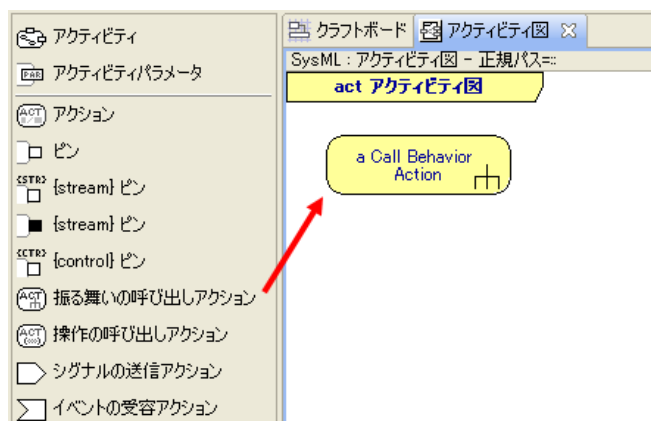 アクティビティ
アクティビティパラメータ
ACT アクション
ピン
{STR} {stream} ピン
{stream} ピン
{CTR} {control} ピン
ACT 振る舞いの呼び出しアクション
ACT 操作の呼び出しアクション
シグナルの送信アクション
イベントの受容アクション
クラフトボード アクティビティ図
SysML : アクティビティ図 - 正規パス=::
act アクティビティ図
a Call Behavior
Action